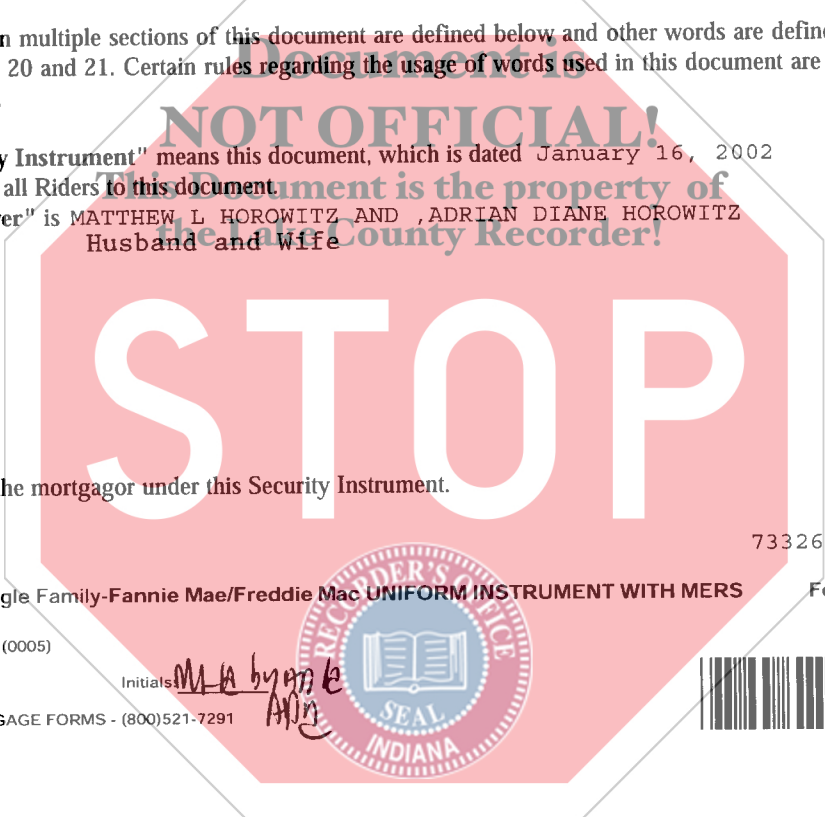 n multiple sections of this document are defined below and other words are define
20 and 21. Certain rules regarding the usage of words used in this document are
Document is
NOT OFFICIAL!
This Document is the property of
the Lake County Recorder!
y Instrument" means this document, which is dated January 16, 2002
all Riders to this document.
er" is MATTHEW L HOROWITZ AND ,ADRIAN DIANE HOROWITZ
Husband and Wife
STOP
he mortgagor under this Security Instrument.
73326
gle Family-Fannie Mae/Freddie Mac UNIFORM INSTRUMENT WITH MERS Fo
(0005)
Initials:
GAGE FORMS - (800)521-7291
RECORDER'S OFFICE
SEAL
INDIANA